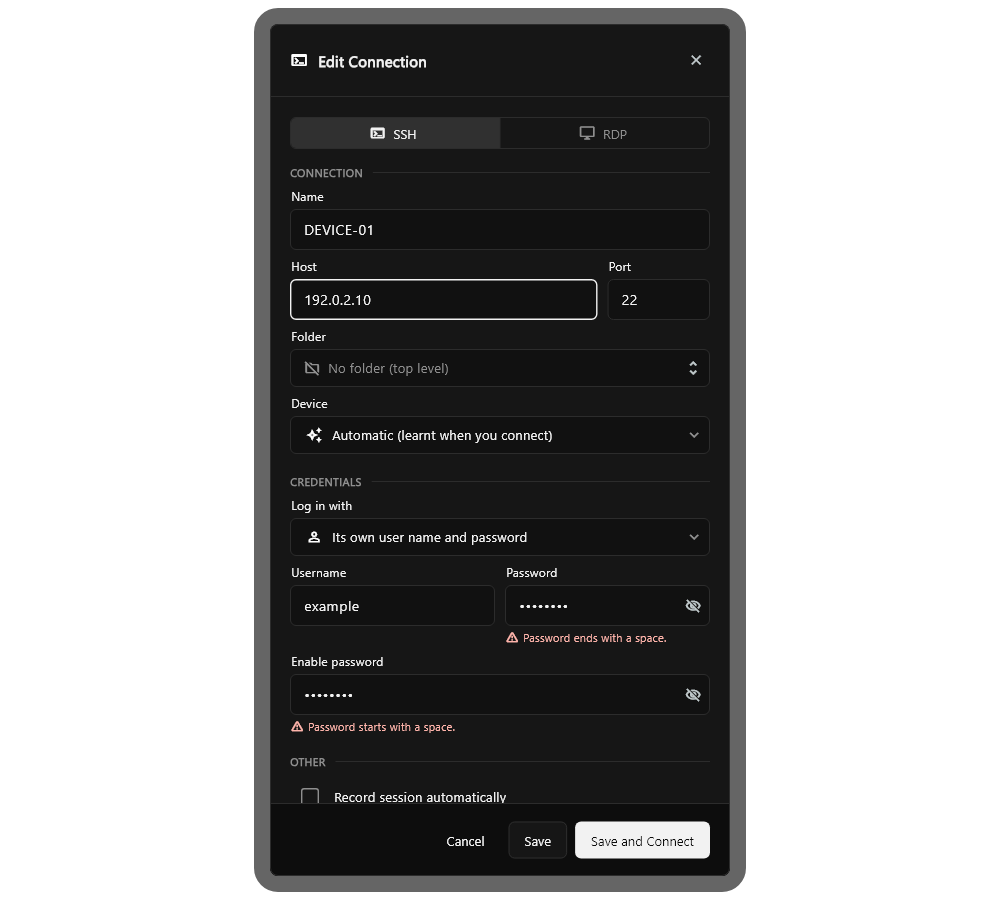 Edit Connection
SSH
RDP
CONNECTION
Name
DEVICE-01
Host
Port
192.0.2.10
22
Folder
No folder (top level)
Device
Automatic (learnt when you connect)
CREDENTIALS
Log in with
Its own user name and password
Username
Password
example
••••••••
Password ends with a space.
Enable password
••••••••
Password starts with a space.
OTHER
Record session automatically
Cancel
Save
Save and Connect